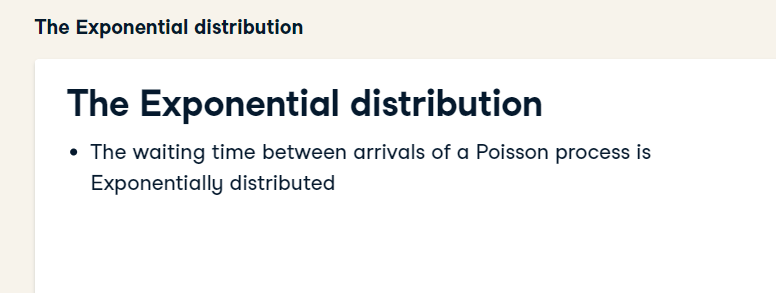 The Exponential distribution
The Exponential distribution
• The waiting time between arrivals of a Poisson process is
Exponentially distributed